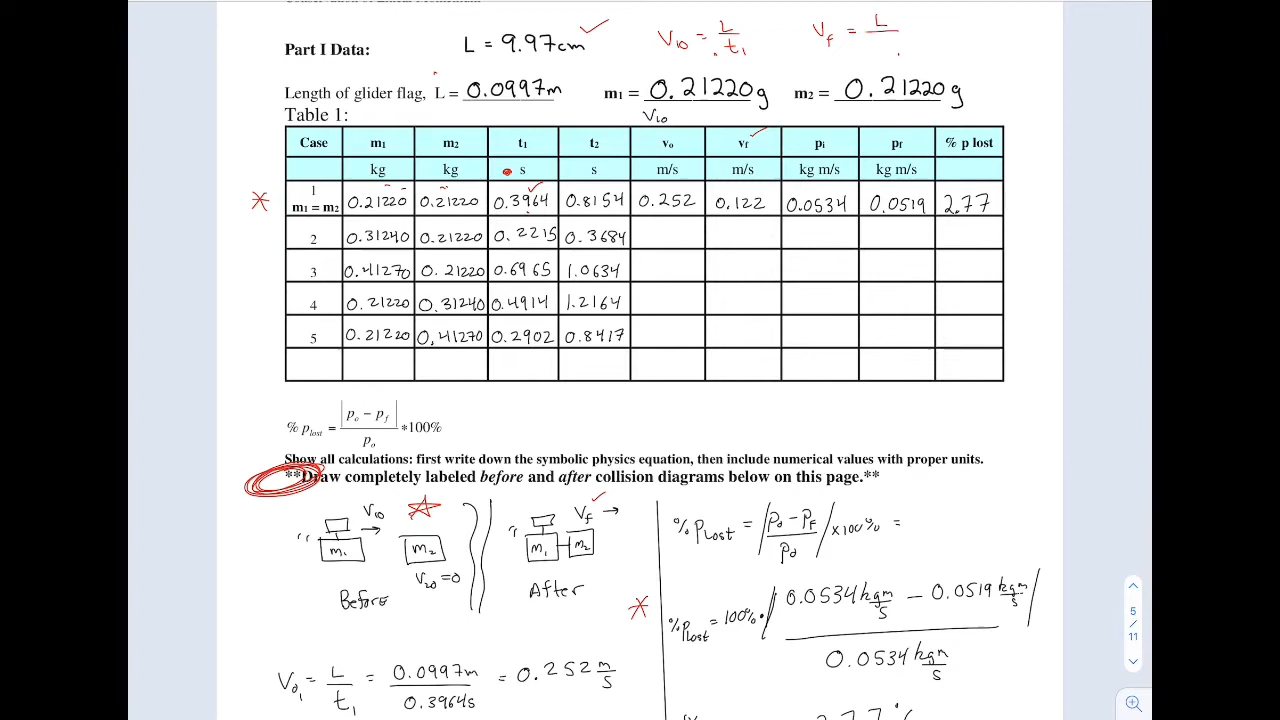 L = 9.97cm
V10 = L/t1
Vf = L
Part I Data:
Length of glider flag, L = 0.0997m m1 = 0.21220g m2 = 0.21220g
Table 1:
V10
Case m1 m2 t1 t2 vo vf pi pf % p lost
kg kg s s m/s m/s kg m/s kg m/s
1 m1 = m2 0.21220 0.21220 0.3964 0.8154 0.252 0.122 0.0534 0.0519 2.77
2 0.31240 0.21220 0.2215 0.3684
3 0.41270 0.21220 0.6965 1.0634
4 0.21220 0.31240 0.4914 1.2164
5 0.21220 0.41270 0.2902 0.8417
% plost = |po − pf| / po *100%
Show all calculations: first write down the symbolic physics equation, then include numerical values with proper units.
**Draw completely labeled before and after collision diagrams below on this page.**
V10
m1 m2
V20 = 0
Before
Vf
m1 m2
After
%pLost = |po − pf / po| x100% =
%pLost = 100% · |0.0534 kgm/s − 0.0519 kgm/s / 0.0534 kgm/s|
Vo1 = L/t1 = 0.0997m/0.3964s = 0.252 m/s
5
/
11